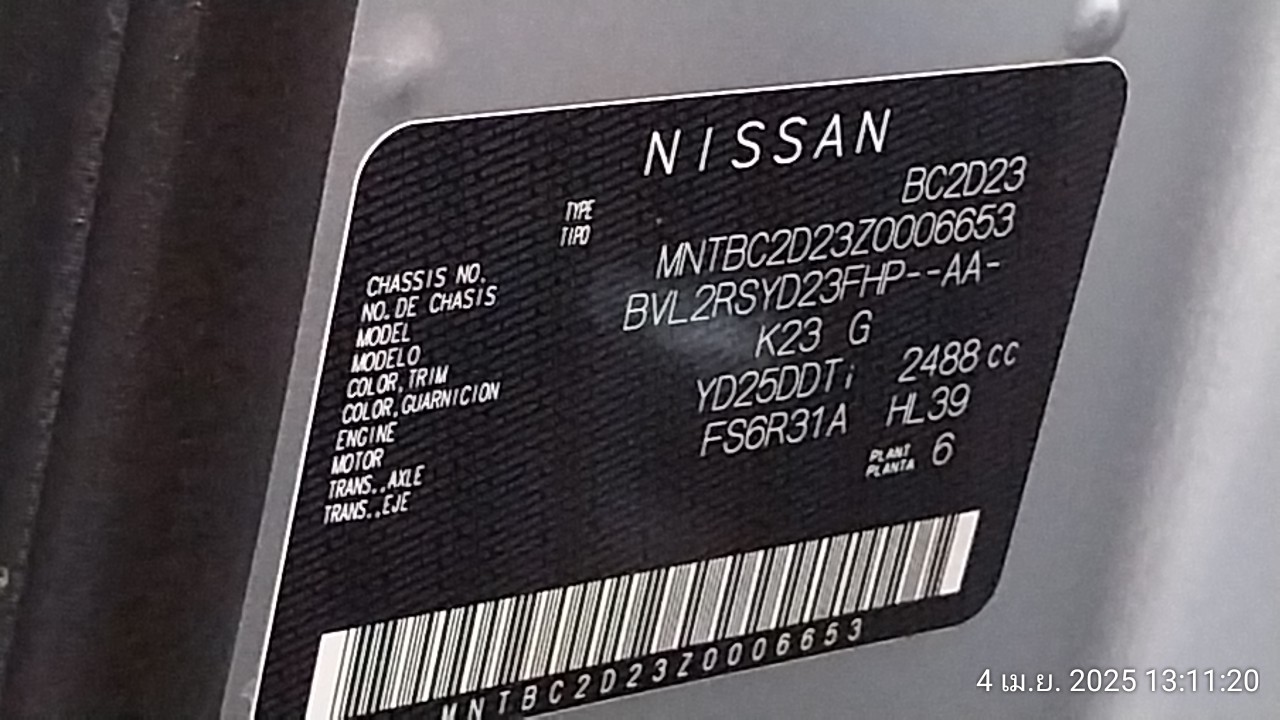 NISSAN
TYPE BC2D23
TIPO
CHASSIS NO. MNTBC2D23Z0006653
NO. DE CHASIS
MODEL BVL2RSYD23FHP--AA-
MODELO
COLOR,TRIM K23 G
COLOR,GUARNICION
ENGINE YD25DDTi 2488 cc
MOTOR
TRANS.,AXLE FS6R31A HL39
TRANS.,EJE
PLANT 6
PLANTA
MNTBC2D23Z0006653
4 เม.ย. 2025 13:11:20